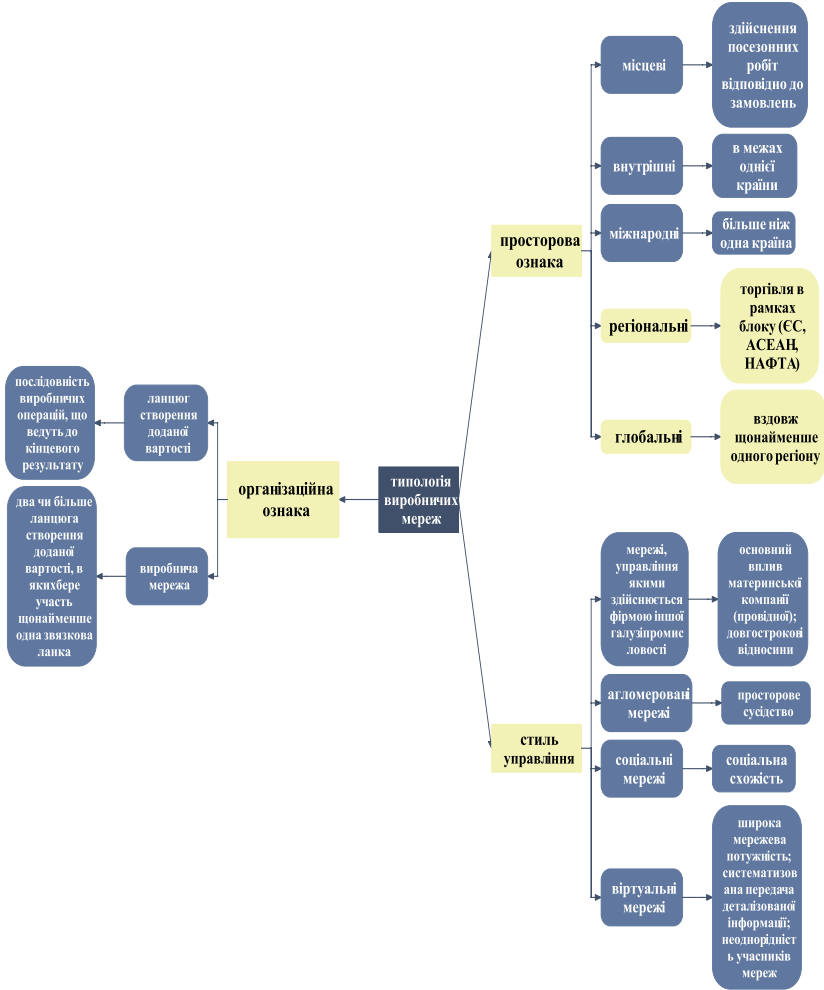 типологія
виробничих
мереж
організаційна
ознака
ланцюг
створення
доданої
вартості
послідовність
виробничих
операцій, що
ведуть до
кінцевого
результату
виробнича
мережа
два чи більше
ланцюга
створення
доданої
вартості, в
якихбере
участь
щонайменше
одна звязкова
ланка
просторова
ознака
місцеві
здійснення
посезонних
робіт
відповідно до
замовлень
внутрішні
в межах
однієї
країни
міжнародні
більше ніж
одна країна
регіональні
торгівля в
рамках
блоку (ЄС,
АСЕАН,
НАФТА)
глобальні
вздовж
щонайменше
одного регіону
стиль
управління
мережі,
управління
якими
здійснюється
фірмою іншої
галузіпромис
ловості
основний
вплив
материнської
компанії
(провідної);
довгострокові
відносини
агломеровані
мережі
просторове
сусідство
соціальні
мережі
соціальна
схожість
віртуальні
мережі
широка
мережева
потужність;
систематизов
ана передача
деталізованої
інформації;
неоднорідніст
ь учасників
мереж